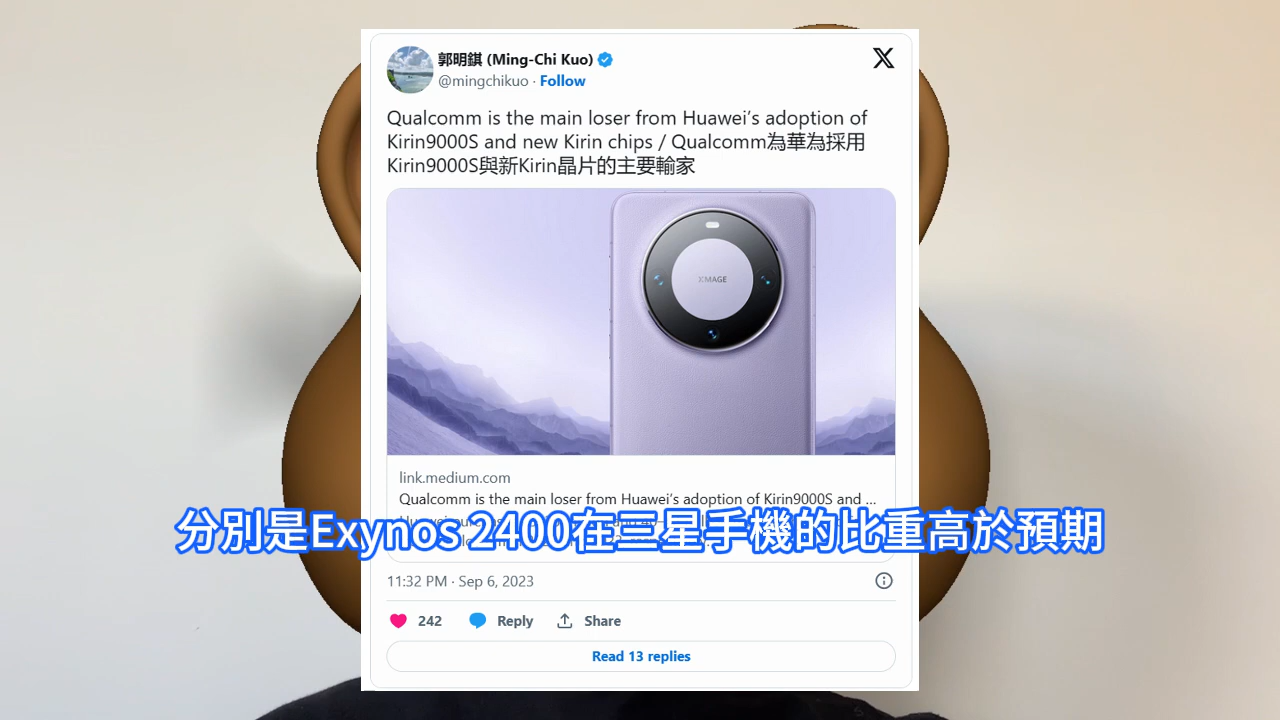 郭明錤 (Ming-Chi Kuo)
@mingchikuo · Follow
Qualcomm is the main loser from Huawei’s adoption of
Kirin9000S and new Kirin chips / Qualcomm為華為採用
Kirin9000S與新Kirin晶片的主要輸家
XMAGE
link.medium.com
Qualcomm is the main loser from Huawei’s adoption of Kirin9000S and ...
分別是Exynos 2400在三星手機的比重高於預期
11:32 PM · Sep 6, 2023
242
Reply
Share
Read 13 replies